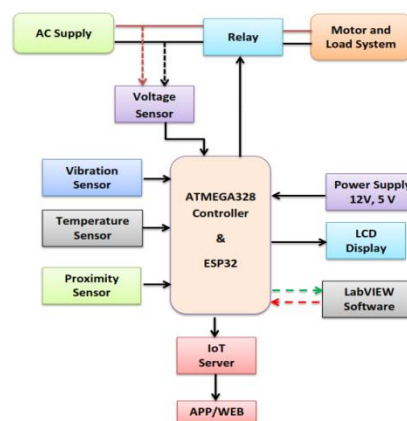 AC Supply
Relay
Motor and
Load System
Voltage
Sensor
Vibration
Sensor
ATMEGA328
Controller
&
ESP32
Power Supply
12V, 5 V
Temperature
Sensor
LCD
Display
Proximity
Sensor
LabVIEW
Software
IoT
Server
APP/WEB